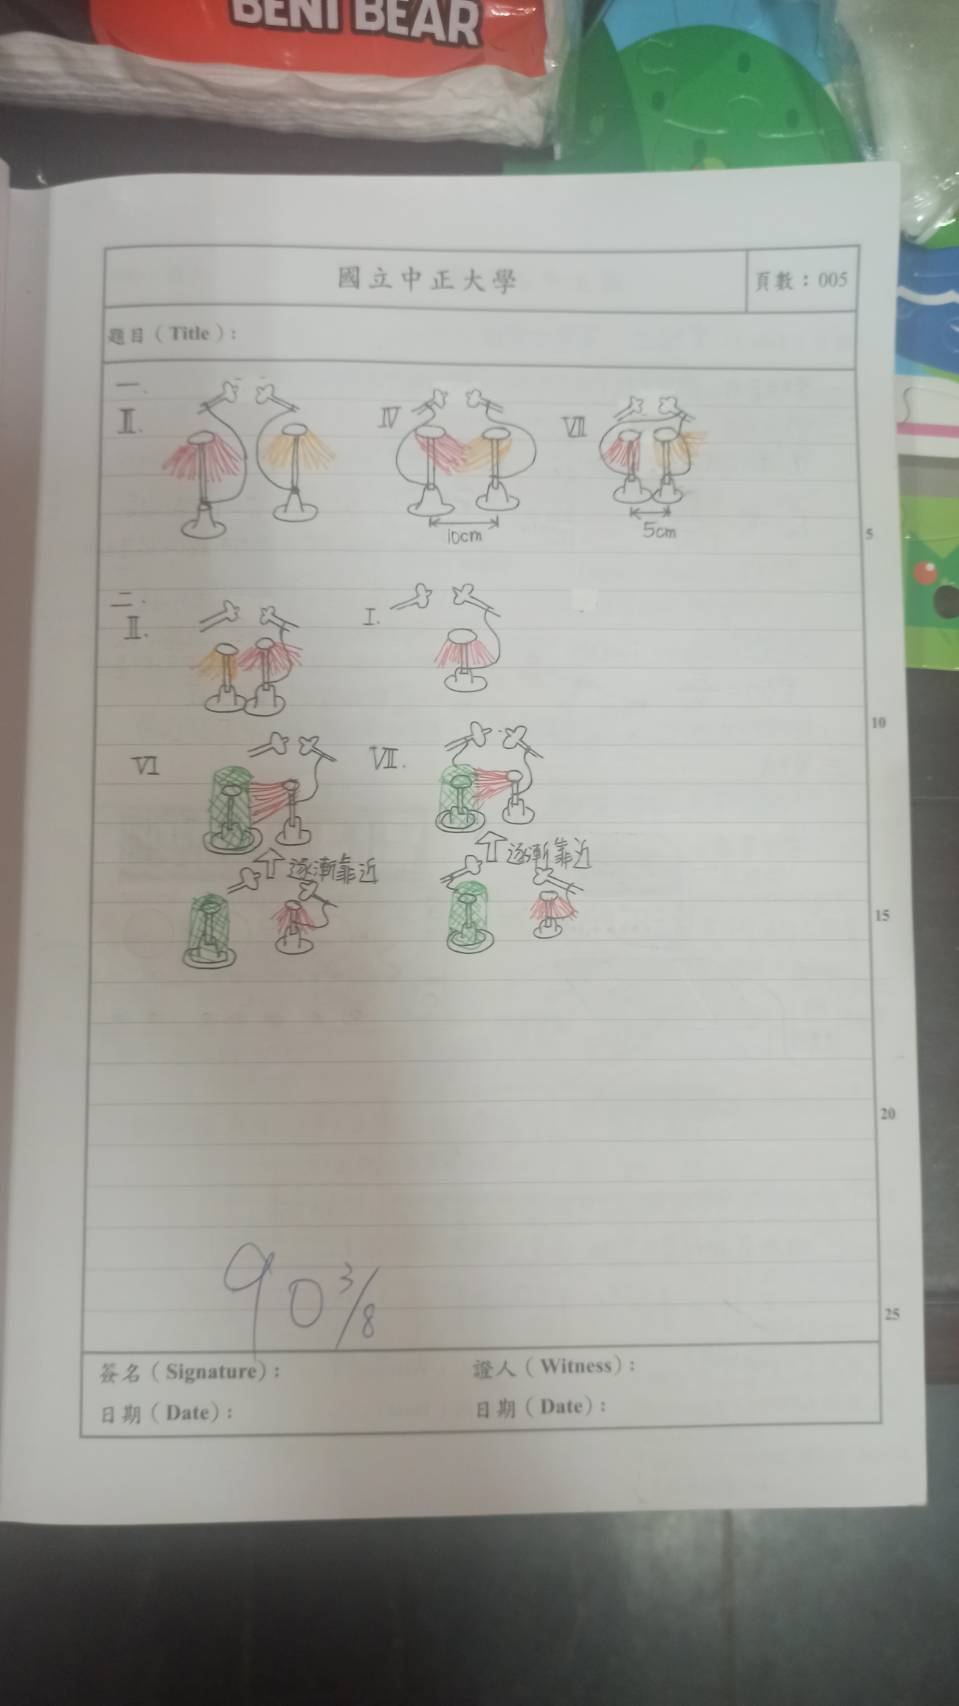 BENI BEAR
國立中正大學
頁數：005
題目（Title）：
一.
II.
IV
VII
10cm
5cm
5
二.
II.
I.
10
VI
VII.
逐漸靠近
逐漸靠近
15
20
90 3/8
25
簽名（Signature）：
證人（Witness）：
日期（Date）：
日期（Date）：